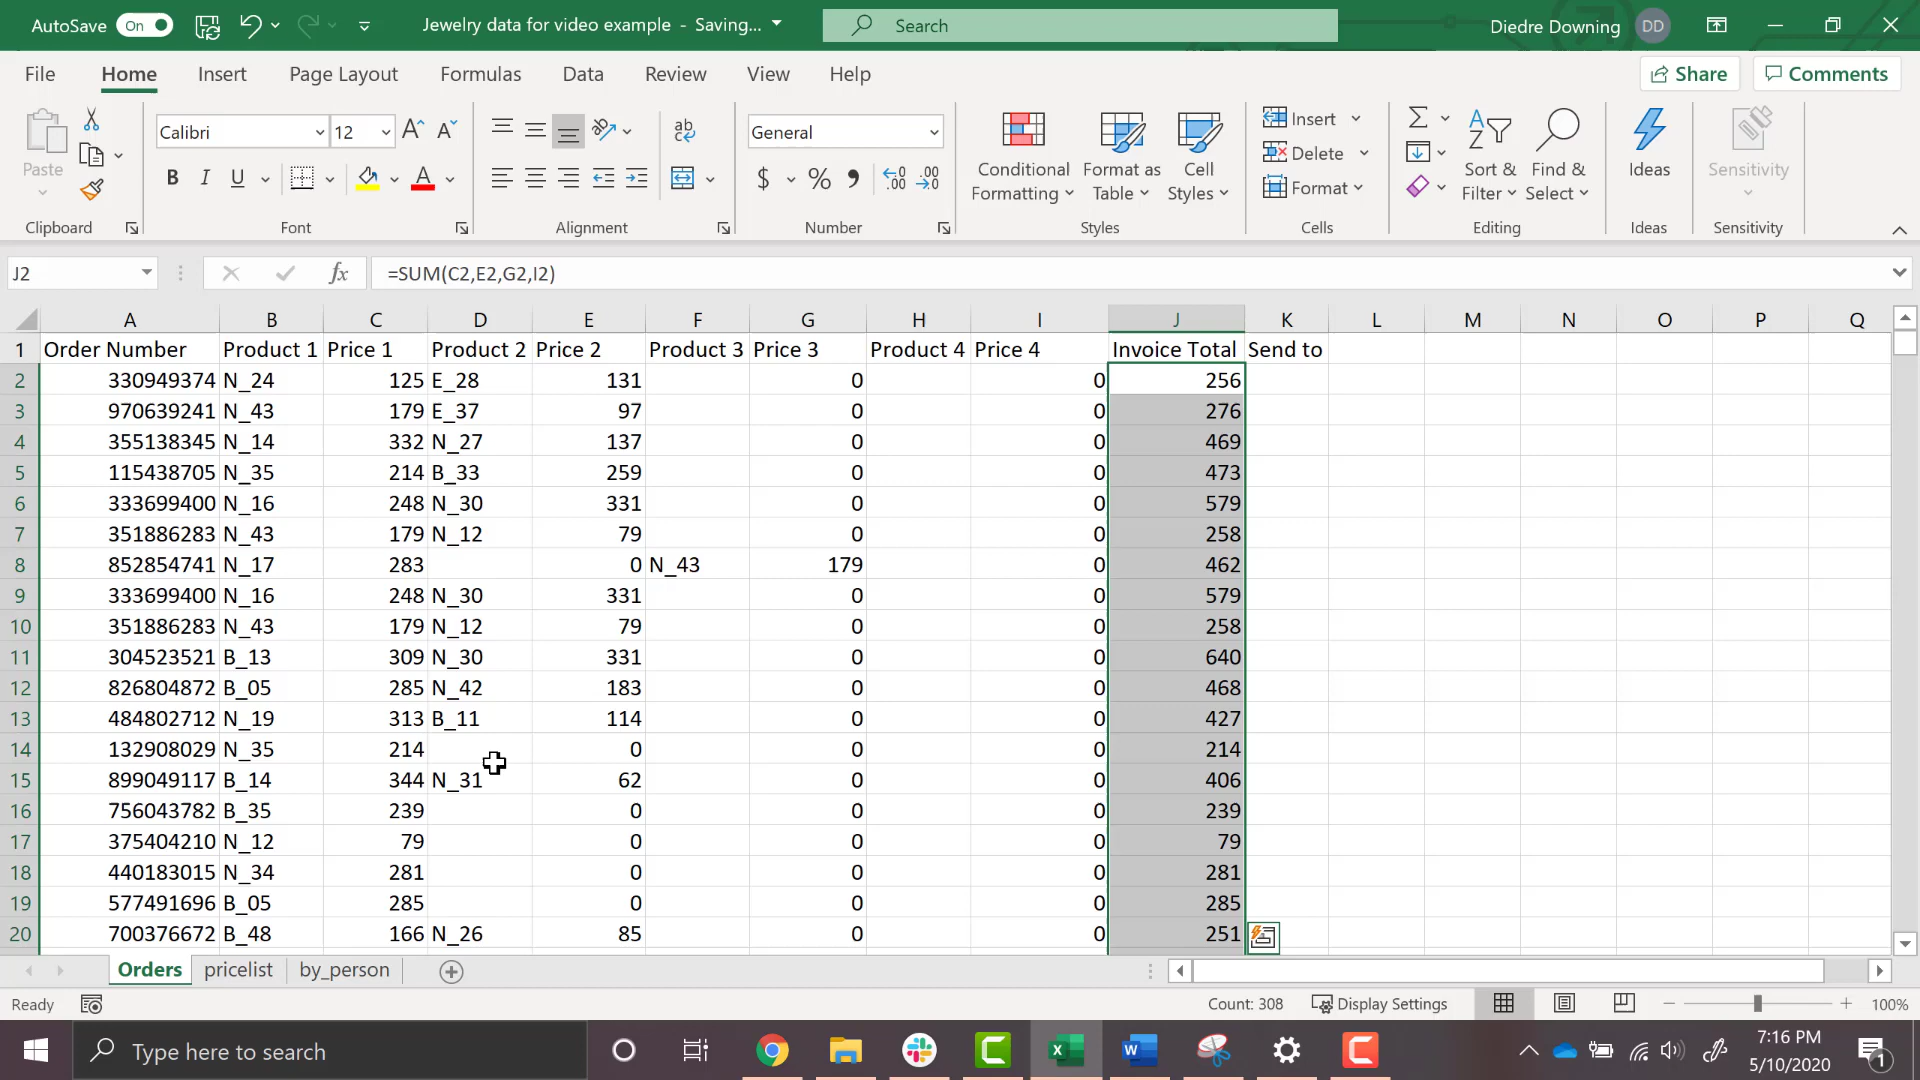 AutoSave On Jewelry data for video example - Saving... Search Diedre Downing DD
File Home Insert Page Layout Formulas Data Review View Help Share Comments
Calibri 12 General Insert
Paste Delete
B I U $ % Conditional Formatting Format as Table Cell Styles Format Sort & Filter Find & Select Ideas Sensitivity
Clipboard Font Alignment Number Styles Cells Editing Ideas Sensitivity
J2 fx =SUM(C2,E2,G2,I2)
A B C D E F G H I J K L M N O P Q
1 Order Number Product 1 Price 1 Product 2 Price 2 Product 3 Price 3 Product 4 Price 4 Invoice Total Send to
2 330949374 N_24 125 E_28 131 0 0 256
3 970639241 N_43 179 E_37 97 0 0 276
4 355138345 N_14 332 N_27 137 0 0 469
5 115438705 N_35 214 B_33 259 0 0 473
6 333699400 N_16 248 N_30 331 0 0 579
7 351886283 N_43 179 N_12 79 0 0 258
8 852854741 N_17 283 0 N_43 179 0 462
9 333699400 N_16 248 N_30 331 0 0 579
10 351886283 N_43 179 N_12 79 0 0 258
11 304523521 B_13 309 N_30 331 0 0 640
12 826804872 B_05 285 N_42 183 0 0 468
13 484802712 N_19 313 B_11 114 0 0 427
14 132908029 N_35 214 0 0 0 214
15 899049117 B_14 344 N_31 62 0 0 406
16 756043782 B_35 239 0 0 0 239
17 375404210 N_12 79 0 0 0 79
18 440183015 N_34 281 0 0 0 281
19 577491696 B_05 285 0 0 0 285
20 700376672 B_48 166 N_26 85 0 0 251
Orders pricelist by_person
Ready Count: 308 Display Settings 100%
Type here to search 7:16 PM
5/10/2020 1